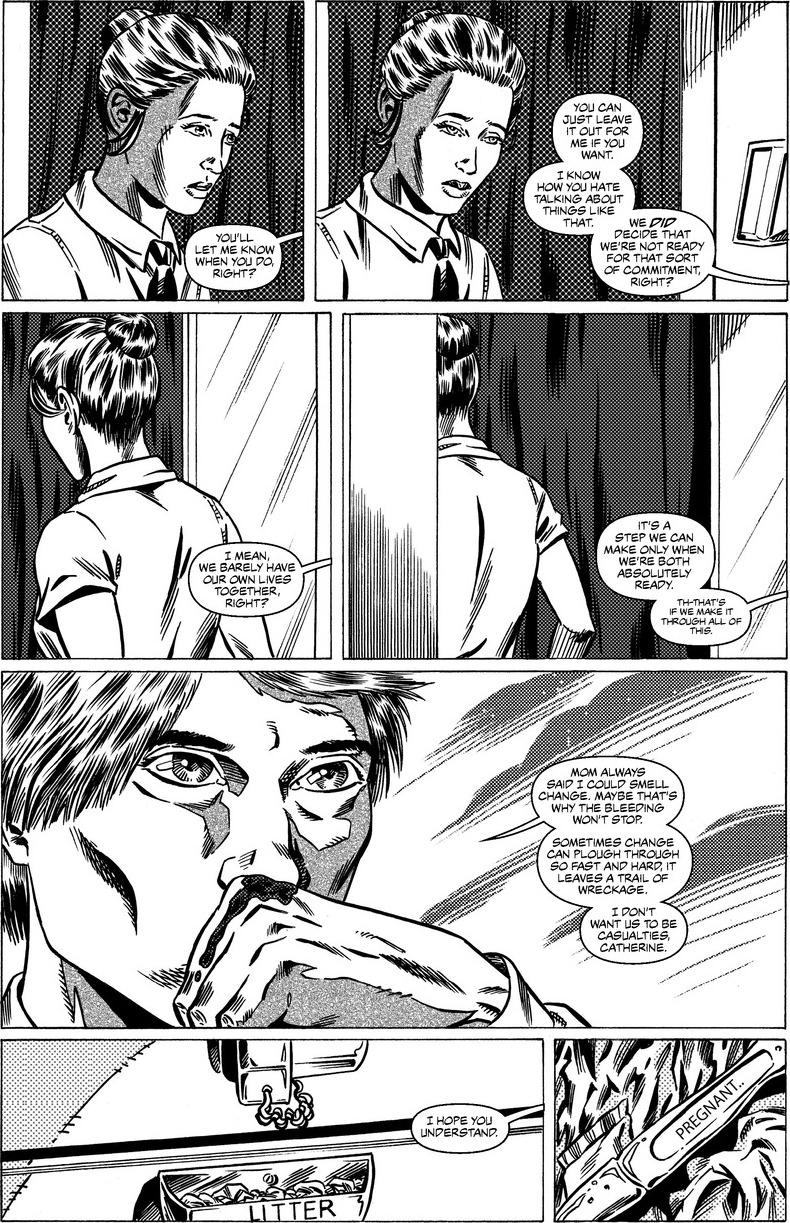 YOU'LL
LET ME KNOW
WHEN YOU DO,
RIGHT?
YOU CAN
JUST LEAVE
IT OUT FOR
ME IF YOU
WANT.
I KNOW
HOW YOU HATE
TALKING ABOUT
THINGS LIKE
THAT.
WE DID
DECIDE THAT
WE'RE NOT READY
FOR THAT SORT
OF COMMITMENT,
RIGHT?
I MEAN,
WE BARELY HAVE
OUR OWN LIVES
TOGETHER,
RIGHT?
IT'S A
STEP WE CAN
MAKE ONLY WHEN
WE'RE BOTH
ABSOLUTELY
READY.
TH-THAT'S
IF WE MAKE IT
THROUGH ALL OF
THIS.
MOM ALWAYS
SAID I COULD SMELL
CHANGE. MAYBE THAT'S
WHY THE BLEEDING
WON'T STOP.
SOMETIMES CHANGE
CAN PLOUGH THROUGH
SO FAST AND HARD, IT
LEAVES A TRAIL OF
WRECKAGE.
I DON'T
WANT US TO BE
CASUALTIES,
CATHERINE.
I HOPE YOU
UNDERSTAND.
LITTER
PREGNANT..